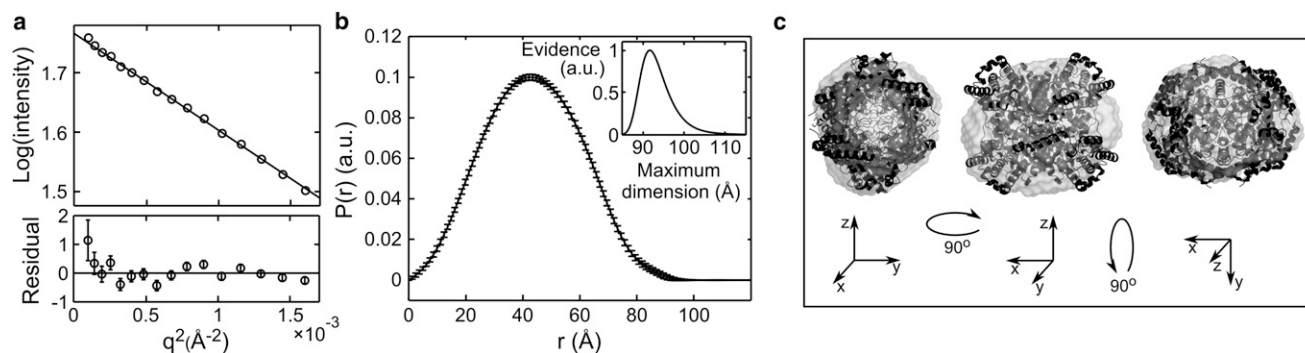 a
Log(intensity)
1.7
1.6
1.5
Residual
2
1
0
-1
0
0.5
1
1.5
×10⁻³
q²(Å⁻²)
b
P(r) (a.u.)
0.12
0.1
0.08
0.06
0.04
0.02
0
0
20
40
60
80
100
r (Å)
Evidence
(a.u.)
1
0.5
0
90
100
110
Maximum
dimension (Å)
c
z
y
x
90°
z
x
y
90°
x
z
y